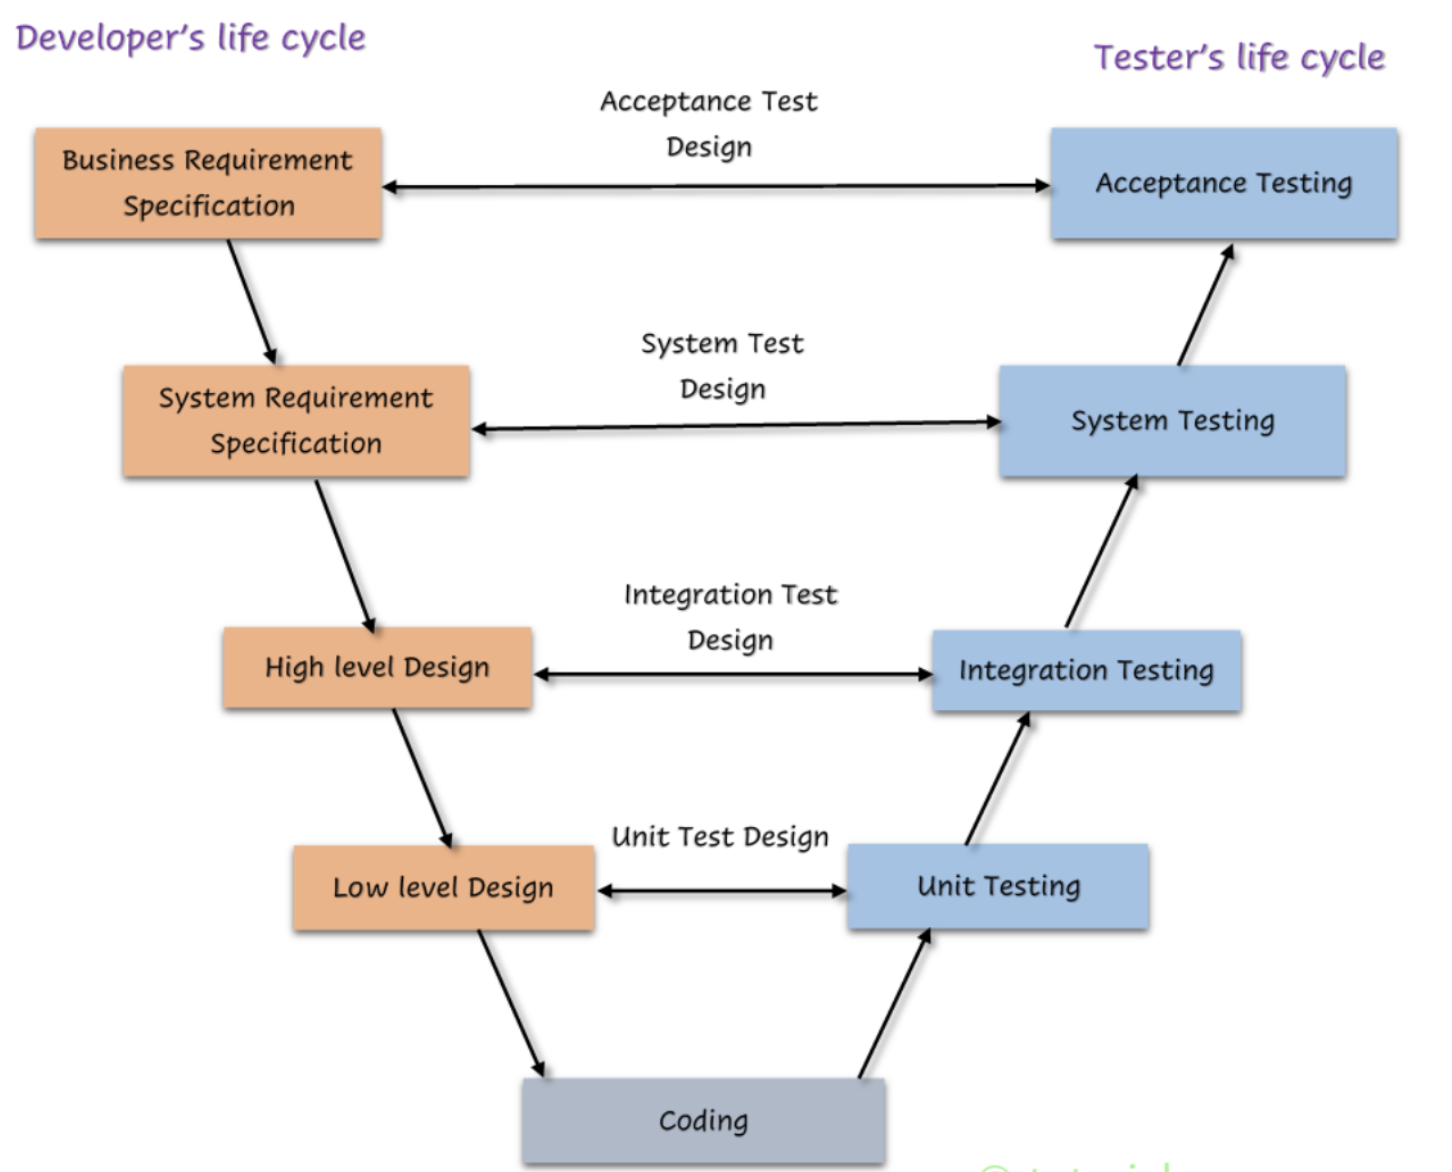 Developer's life cycle
Tester's life cycle
Acceptance Test
Design
Business Requirement
Specification
Acceptance Testing
System Test
Design
System Requirement
Specification
System Testing
Integration Test
Design
High level Design
Integration Testing
Unit Test Design
Low level Design
Unit Testing
Coding